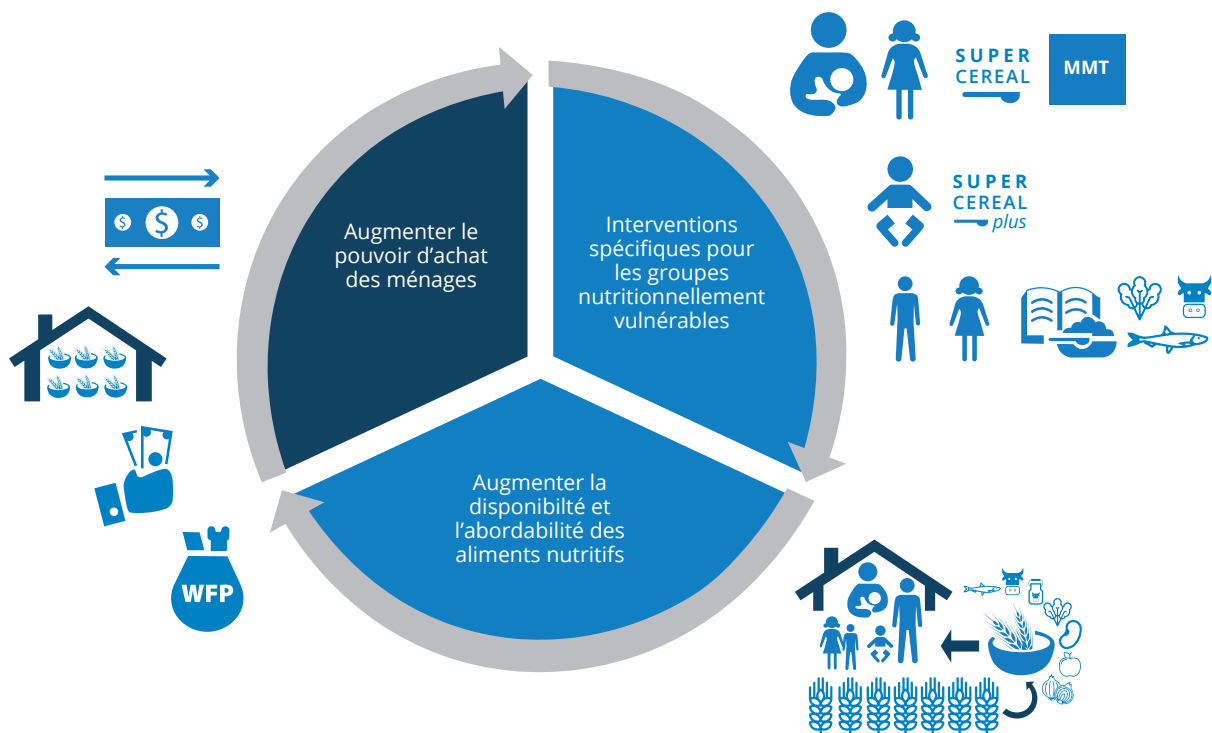 SUPER
CEREAL
MMT
SUPER
CEREAL
plus
Augmenter le
pouvoir d’achat
des ménages
Interventions
spécifiques pour
les groupes
nutritionnellement
vulnérables
Augmenter la
disponibilté et
l’abordabilité des
aliments nutritifs
$ $ $
WFP